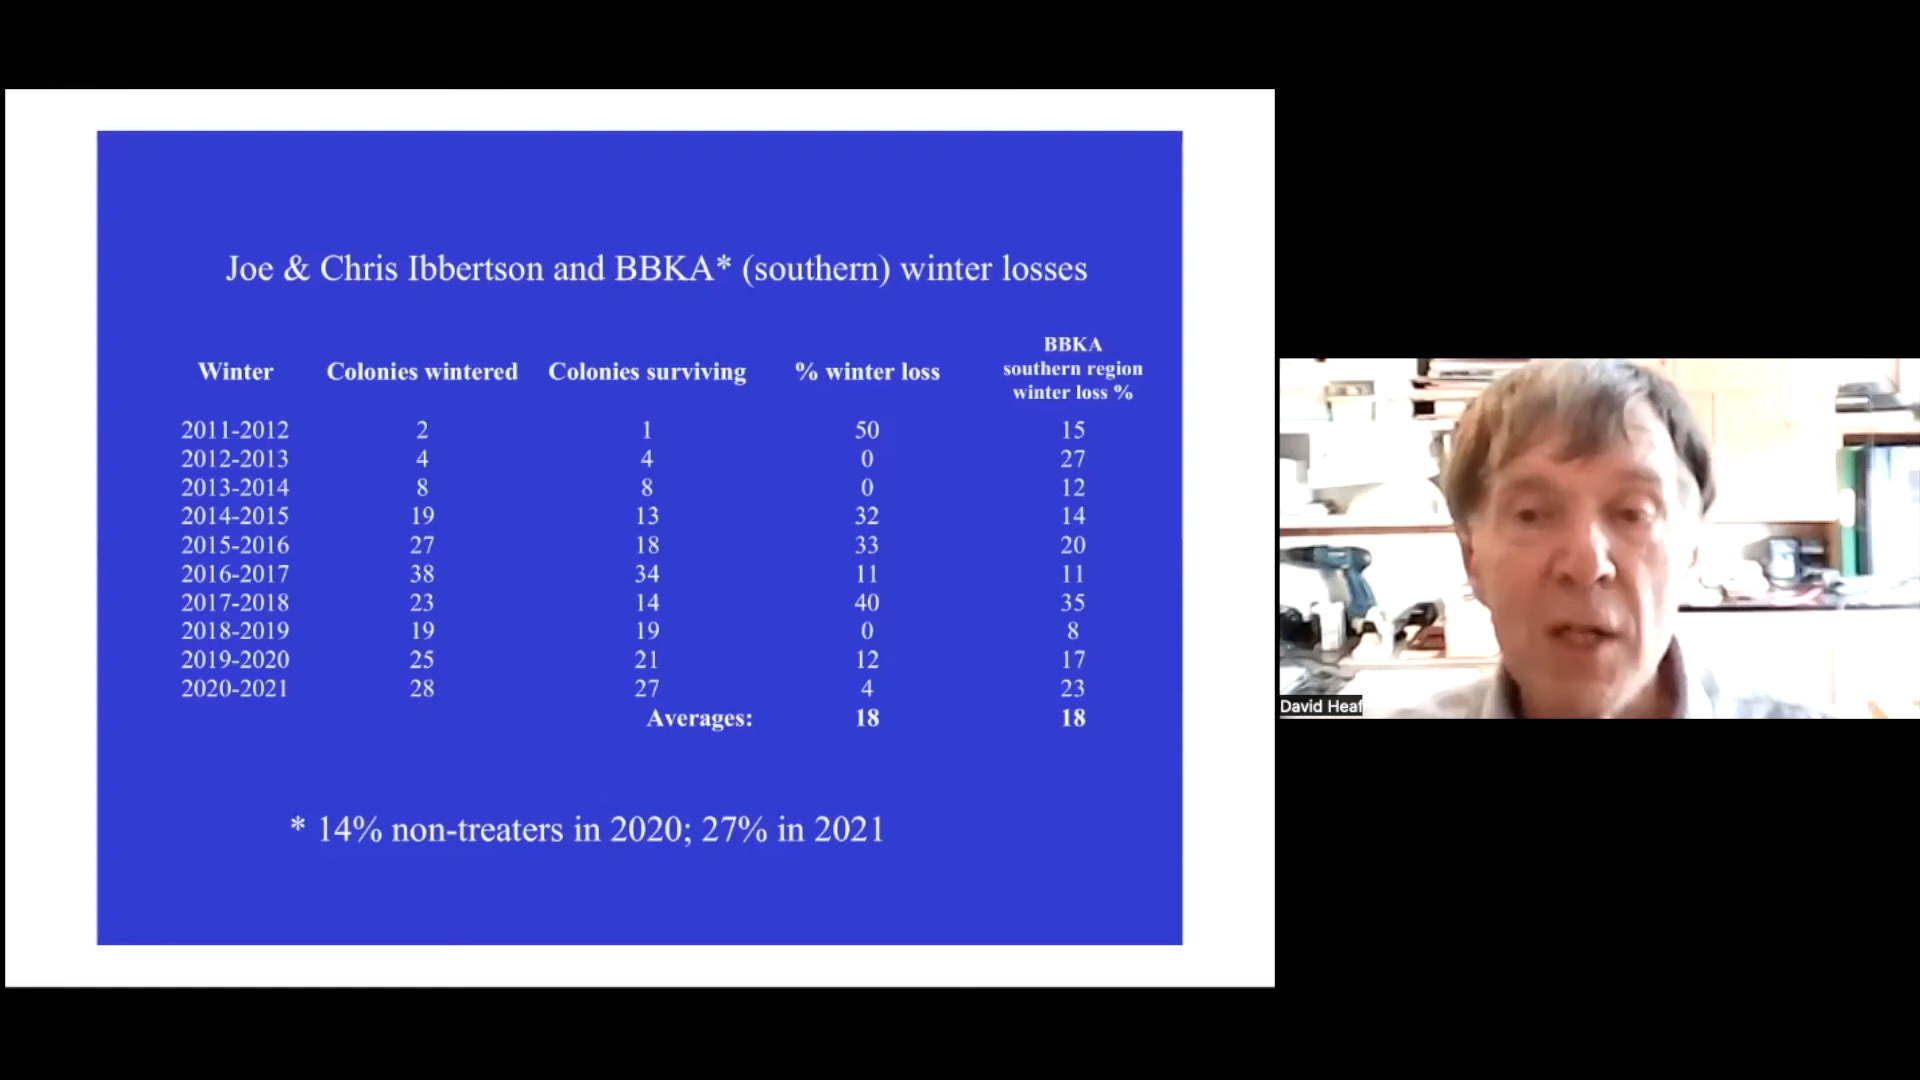 Joe & Chris Ibbertson and BBKA* (southern) winter losses
Winter Colonies wintered Colonies surviving % winter loss BBKA southern region winter loss %
2011-2012 2 1 50 15
2012-2013 4 4 0 27
2013-2014 8 8 0 12
2014-2015 19 13 32 14
2015-2016 27 18 33 20
2016-2017 38 34 11 11
2017-2018 23 14 40 35
2018-2019 19 19 0 8
2019-2020 25 21 12 17
2020-2021 28 27 4 23
Averages: 18 18
* 14% non-treaters in 2020; 27% in 2021
David Heaf